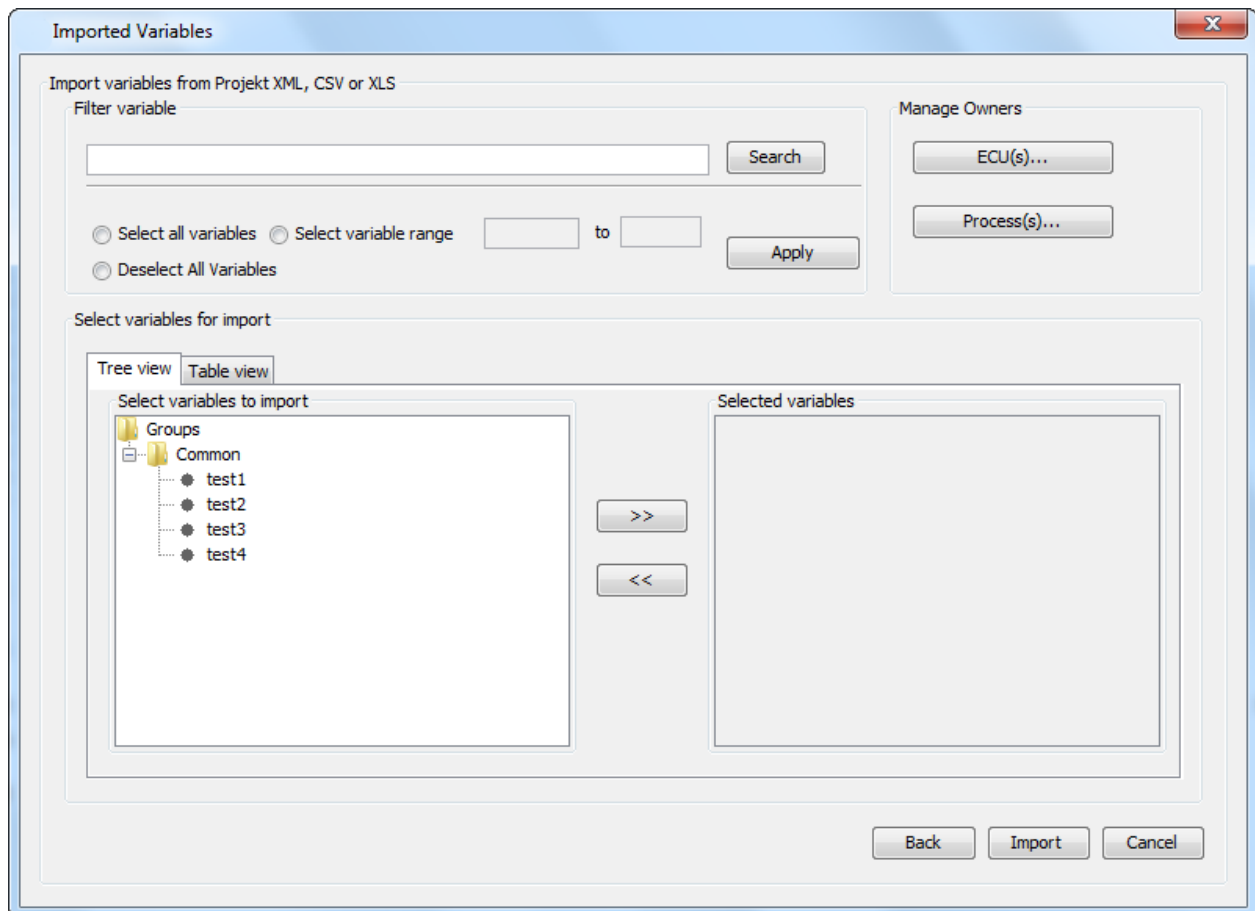 Imported Variables
Import variables from Projekt XML, CSV or XLS
Filter variable
Manage Owners
Search
ECU(s)...
Select all variables
Select variable range
to
Process(s)...
Apply
Deselect All Variables
Select variables for import
Tree view
Table view
Select variables to import
Selected variables
Groups
Common
test1
test2
test3
test4
>>
<<
Back
Import
Cancel